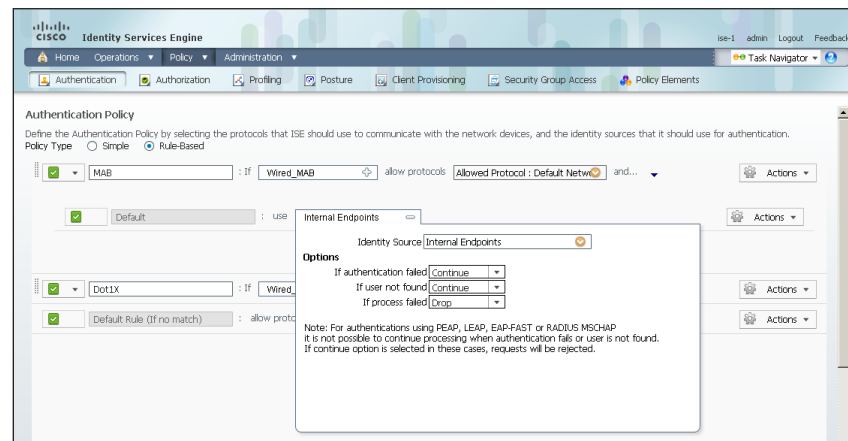 CISCO Identity Services Engine ise-1 admin Logout Feedback
Home Operations Policy Administration Task Navigator
Authentication Authorization Profiling Posture Client Provisioning Security Group Access Policy Elements
Authentication Policy
Define the Authentication Policy by selecting the protocols that ISE should use to communicate with the network devices, and the identity sources that it should use for authentication.
Policy Type Simple Rule-Based
MAB : If Wired_MAB allow protocols Allowed Protocol : Default Netwo and... Actions
Default : use Internal Endpoints Actions
Identity Source Internal Endpoints
Options
If authentication failed Continue
If user not found Continue
If process failed Drop
Dot1X : If Wired_ Actions
Default Rule (If no match) : allow proto Actions
Note: For authentications using PEAP, LEAP, EAP-FAST or RADIUS MSCHAP
it is not possible to continue processing when authentication fails or user is not found.
If continue option is selected in these cases, requests will be rejected.